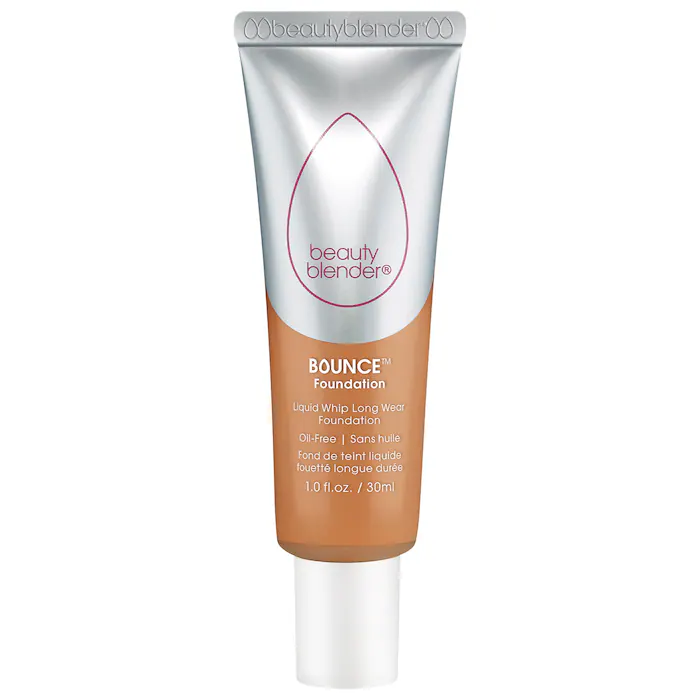 beautyblender®
beauty
blender®
BOUNCE™
Foundation
Liquid Whip Long Wear
Foundation
Oil-Free | Sans huile
Fond de teint liquide
fouetté longue durée
1.0 fl.oz. / 30ml